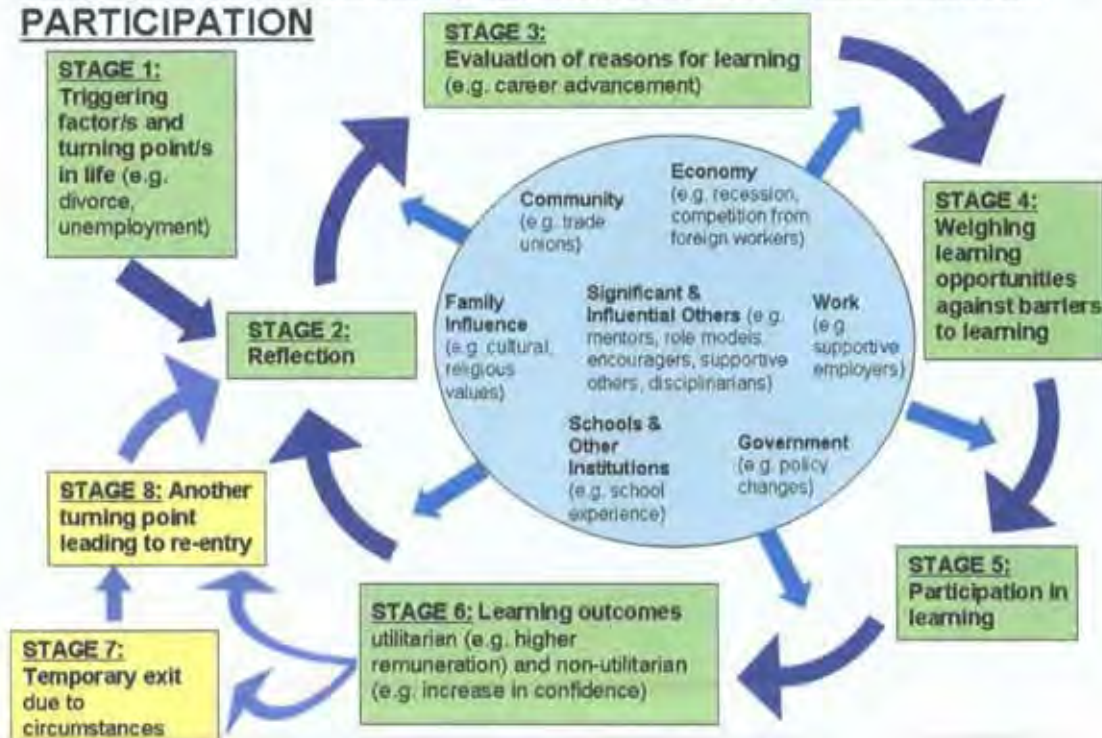 PARTICIPATION
STAGE 1:
Triggering
factor/s and
turning point/s
in life (e.g.
divorce,
unemployment)
STAGE 2:
Reflection
STAGE 3:
Evaluation of reasons for learning
(e.g. career advancement)
STAGE 4:
Weighing
learning
opportunities
against barriers
to learning
Community
(e.g. trade
unions)
Economy
(e.g. recession,
competition from
foreign workers)
Family
Influence
(e.g. cultural,
religious
values)
Significant &
Influential Others (e.g.
mentors, role models,
encouragers, supportive
others, disciplinarians)
Work
(e.g.
supportive
employers)
Schools &
Other
Institutions
(e.g. school
experience)
Government
(e.g. policy
changes)
STAGE 5:
Participation in
learning
STAGE 6: Learning outcomes
utilitarian (e.g. higher
remuneration) and non-utilitarian
(e.g. increase in confidence)
STAGE 7:
Temporary exit
due to
circumstances
STAGE 8: Another
turning point
leading to re-entry